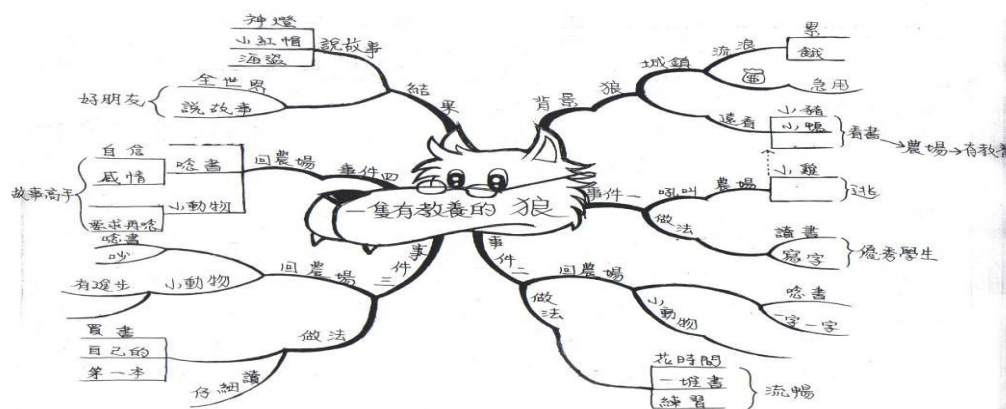 一隻有教養的狼
背景
狼
城鎮
流浪
累
餓
急用
遠看
小豬
小鴨
看書
→農場→有教養
事件一
吼叫
農場
小雞
逃
做法
讀書
寫字
優秀學生
事件二
回農場
小動物
唸書
一字一字
做法
花時間
一堆書
練習
流暢
事件三
回農場
小動物
唸書
吵
有進步
做法
買書
自己的
第一本
仔細讀
事件四
回農場
唸書
自信
感情
小動物
要求再唸
故事高手
結果
說故事
神燈
小紅帽
海盜
全世界
說故事
好朋友